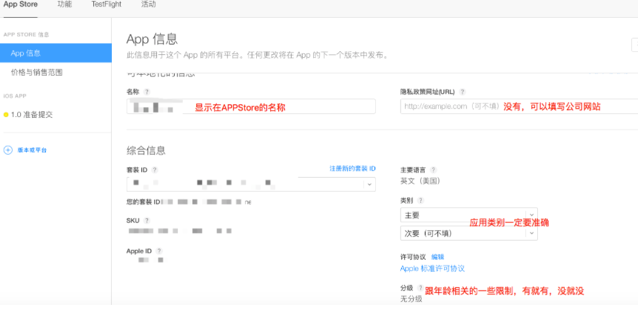 App Store 功能 TestFlight 活动
APP STORE 信息
App 信息
价格与销售范围
iOS APP
1.0 准备提交
版本或平台
App 信息
此信息用于这个 App 的所有平台。任何更改将在 App 的下一个版本中发布。
可本地化的信息
名称 ?
显示在APPStore的名称
隐私政策网址(URL) ?
http://example.com（可不填） 没有，可以填写公司网站
综合信息
套装 ID ?
注册新的套装 ID
您的套装 ID
SKU ?
Apple ID ?
主要语言 ?
英文（美国）
类别 ?
主要
应用类别一定要准确
次要（可不填）
许可协议 编辑
Apple 标准许可协议
分级 ? 跟年龄相关的一些限制，有就有，没就没
无分级